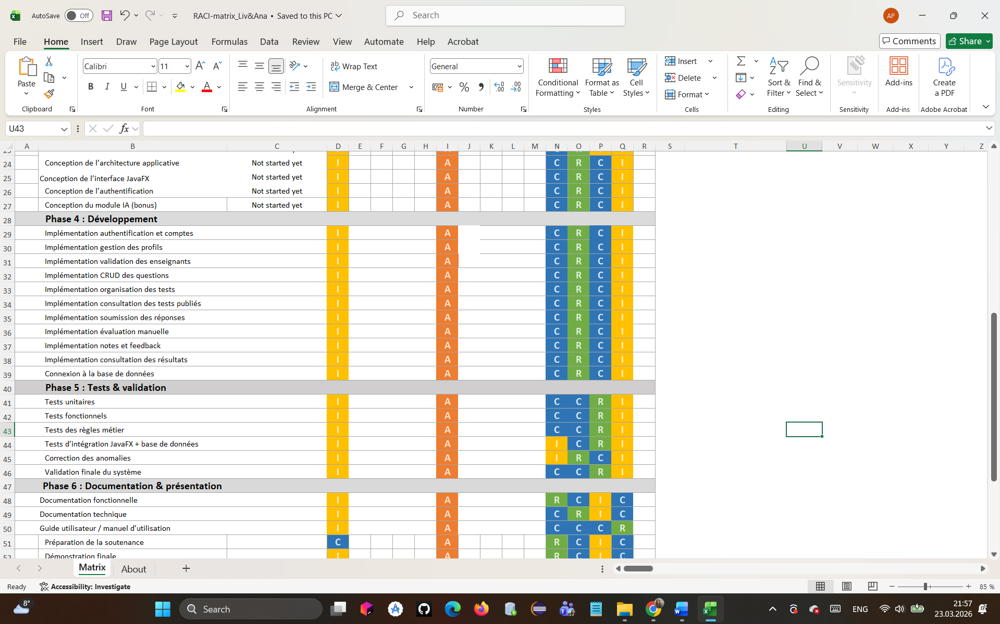 AutoSave Off RACI-matrix_Liv&Ana • Saved to this PC Search AP
File Home Insert Draw Page Layout Formulas Data Review View Automate Help Acrobat Comments Share
Paste Calibri 11 Wrap Text General Conditional Formatting Format as Table Cell Styles Insert Sort & Filter Find & Select Sensitivity Add-ins Create a PDF
B I U Merge & Center Delete
Format
Clipboard Font Alignment Number Styles Cells Editing Sensitivity Add-ins Adobe Acrobat
U43 fx
A B C D E F G H I J K L M N O P Q R S T U V W X Y Z
24 Conception de l’architecture applicative Not started yet I A C R C I
25 Conception de l’interface JavaFX Not started yet I A C R C I
26 Conception de l’authentification Not started yet I A C R C I
27 Conception du module IA (bonus) Not started yet I A C R C I
28 Phase 4 : Développement
29 Implémentation authentification et comptes I A C R C I
30 Implémentation gestion des profils I A C R C I
31 Implémentation validation des enseignants I A C R C I
32 Implémentation CRUD des questions I A C R C I
33 Implémentation organisation des tests I A C R C I
34 Implémentation consultation des tests publiés I A C R C I
35 Implémentation soumission des réponses I A C R C I
36 Implémentation évaluation manuelle I A C R C I
37 Implémentation notes et feedback I A C R C I
38 Implémentation consultation des résultats I A C R C I
39 Connexion à la base de données I A C R C I
40 Phase 5 : Tests & validation
41 Tests unitaires I A C C R I
42 Tests fonctionnels I A C C R I
43 Tests des règles métier I A C C R I
44 Tests d’intégration JavaFX + base de données I A I C R I
45 Correction des anomalies I A I R C I
46 Validation finale du système I A C C R I
47 Phase 6 : Documentation & présentation
48 Documentation fonctionnelle I A R C I C
49 Documentation technique I A C R I C
50 Guide utilisateur / manuel d’utilisation I A C C C R
51 Préparation de la soutenance C A R C I C
52 Démonstration finale I A R C I C
Matrix About
Ready Accessibility: Investigate 85 %
8° Search ENG 21:57
23.03.2026